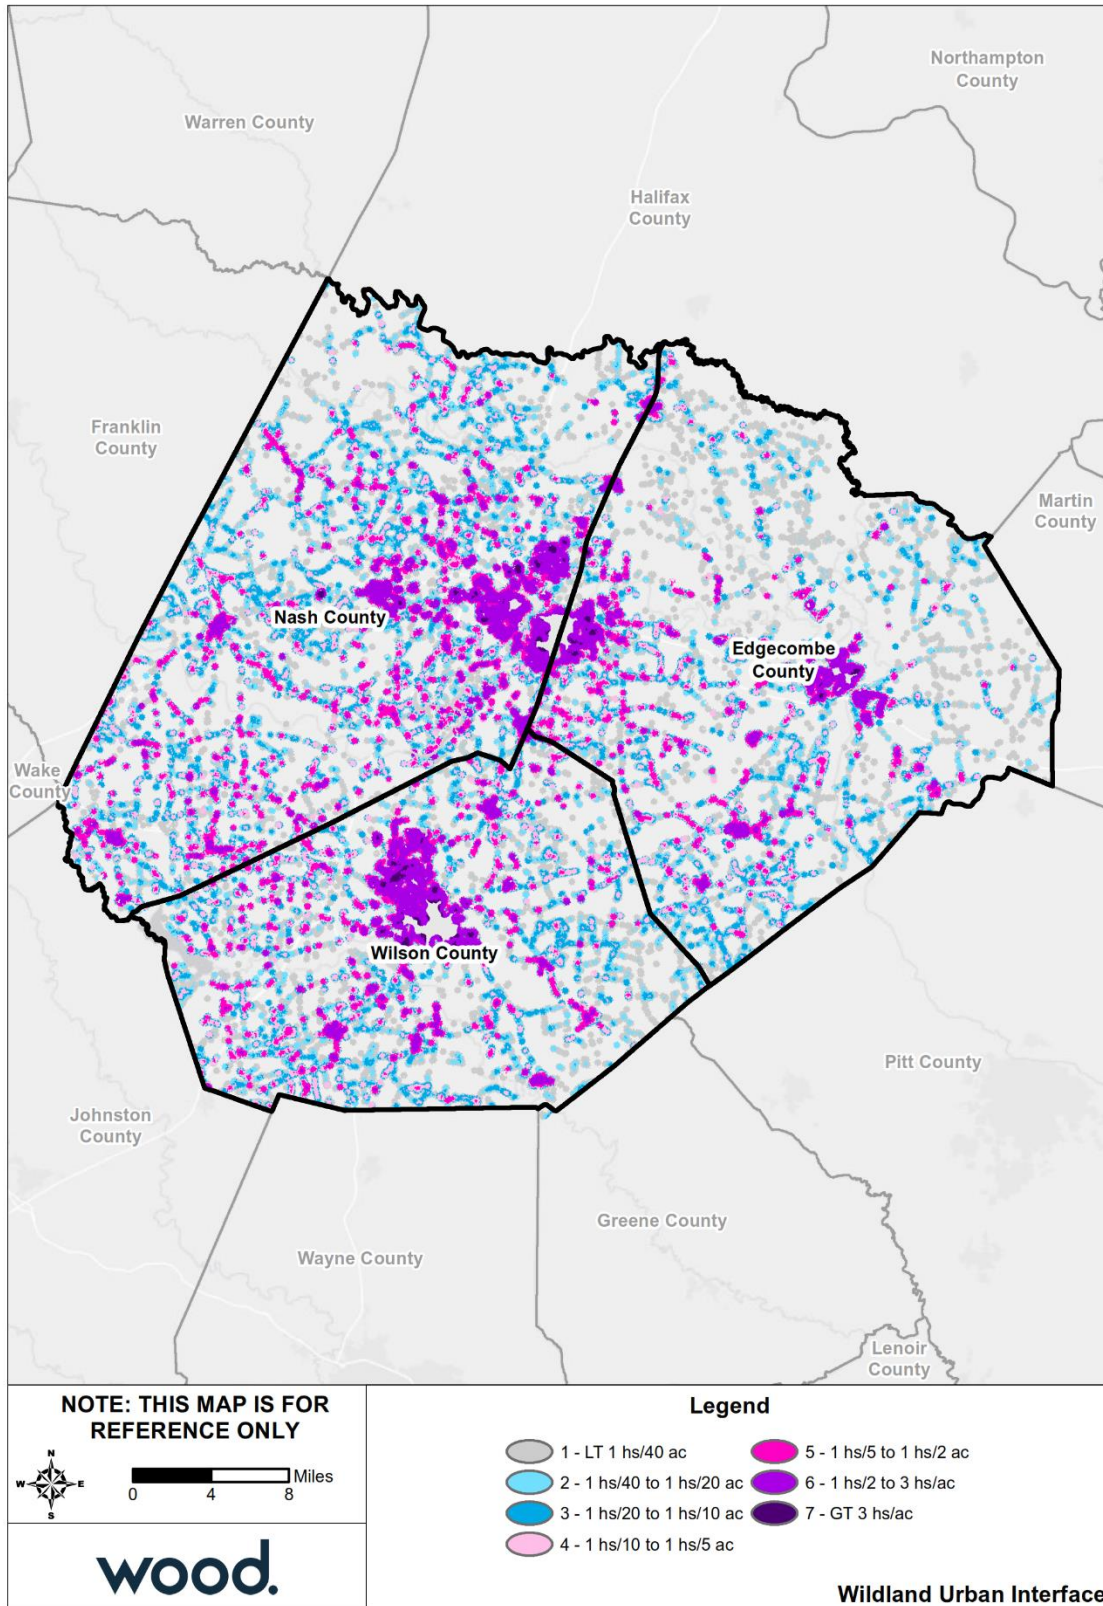 Northampton
County
Warren County
Halifax
County
Franklin
County
Martin
County
Nash County
Edgecombe
County
Wake
County
Wilson County
Pitt County
Johnston
County
Greene County
Wayne County
Lenoir
County
NOTE: THIS MAP IS FOR
REFERENCE ONLY
N
W E
S
Miles
0 4 8
wood.
Legend
1 - LT 1 hs/40 ac
2 - 1 hs/40 to 1 hs/20 ac
3 - 1 hs/20 to 1 hs/10 ac
4 - 1 hs/10 to 1 hs/5 ac
5 - 1 hs/5 to 1 hs/2 ac
6 - 1 hs/2 to 3 hs/ac
7 - GT 3 hs/ac
Wildland Urban Interface